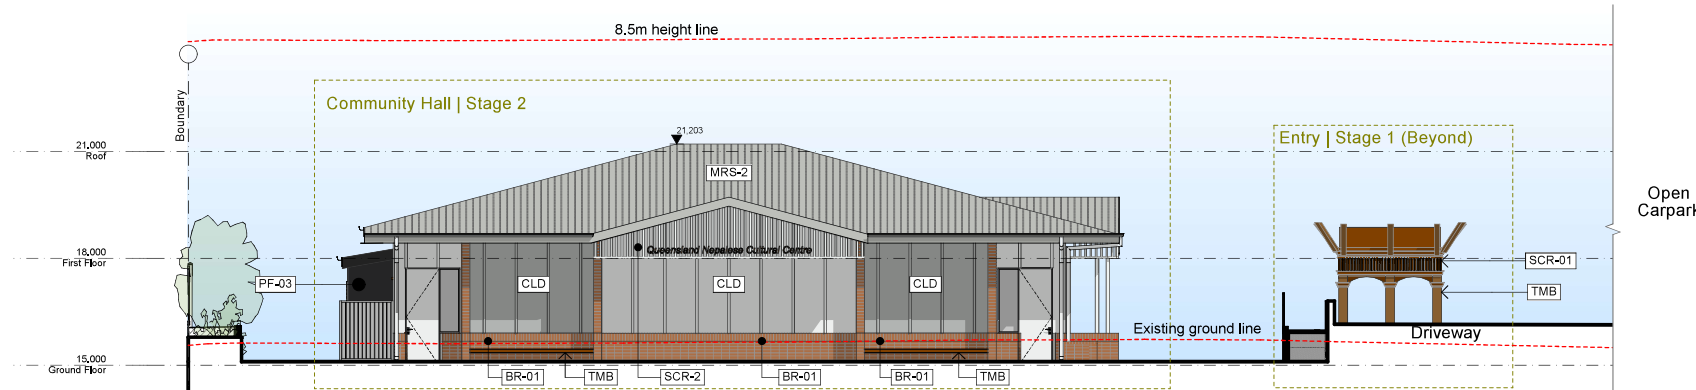 8.5m height line
Boundary
Community Hall | Stage 2
21,203
21,000
Roof
Entry | Stage 1 (Beyond)
MRS-2
Open
Carpark
Queensland Nepalese Cultural Centre
18,000
First Floor
SCR-01
PF-03
CLD
CLD
CLD
TMB
Existing ground line
Driveway
15,000
Ground Floor
BR-01
TMB
SCR-2
BR-01
BR-01
TMB